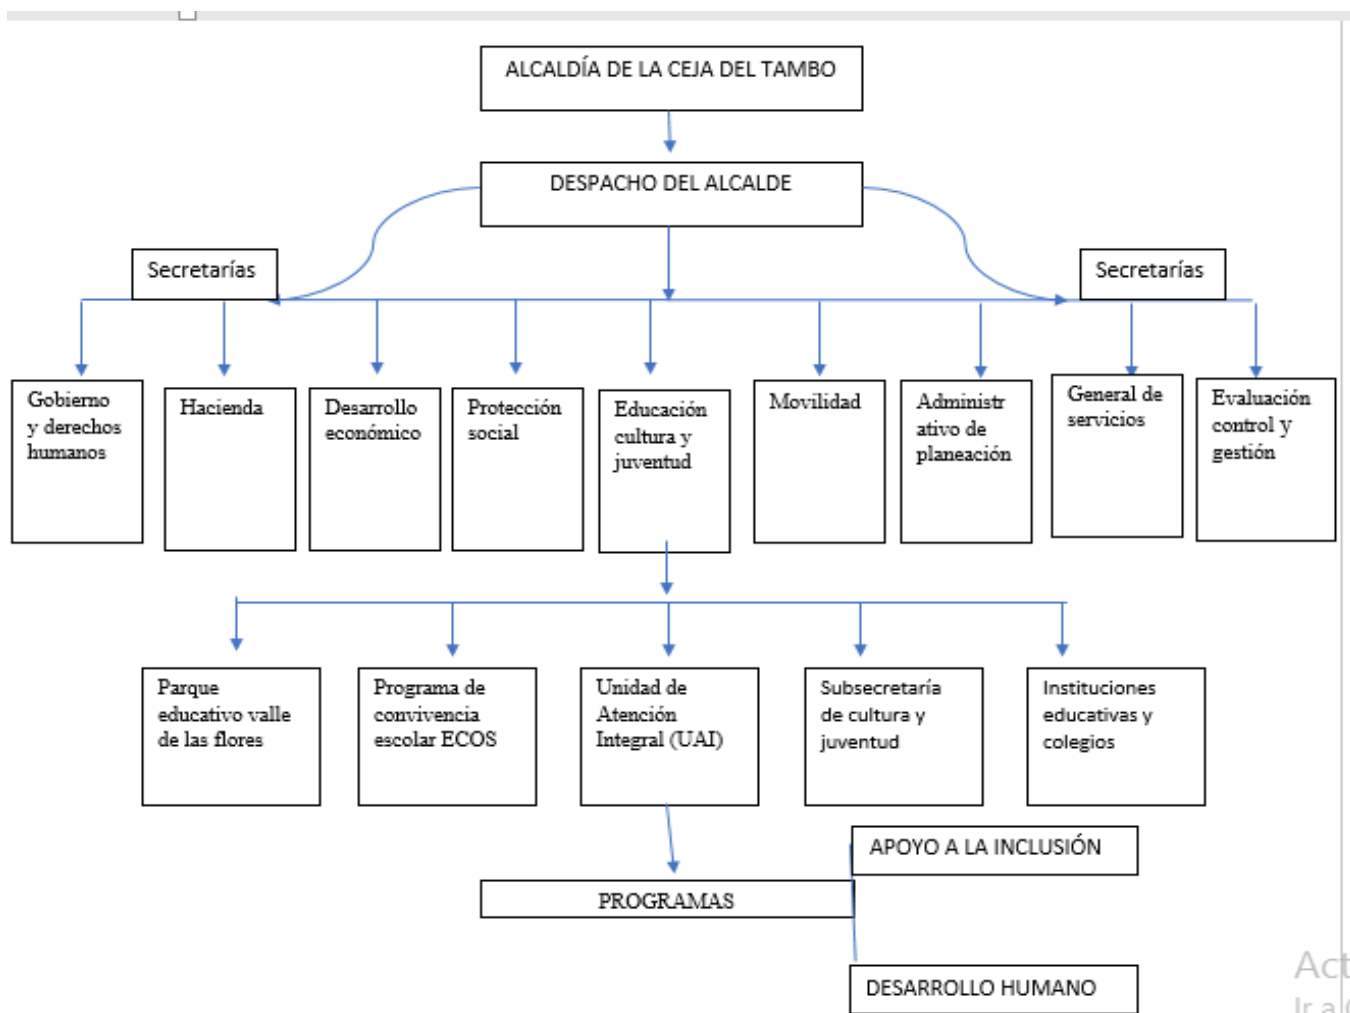 ALCALDÍA DE LA CEJA DEL TAMBO
DESPACHO DEL ALCALDE
Secretarías
Secretarías
Gobierno
y derechos
humanos
Hacienda
Desarrollo
económico
Protección
social
Educación
cultura y
juventud
Movilidad
Administr
ativo de
planeación
General de
servicios
Evaluación
control y
gestión
Parque
educativo valle
de las flores
Programa de
convivencia
escolar ECOS
Unidad de
Atención
Integral (UAI)
Subsecretaría
de cultura y
juventud
Instituciones
educativas y
colegios
APOYO A LA INCLUSIÓN
PROGRAMAS
DESARROLLO HUMANO
Act